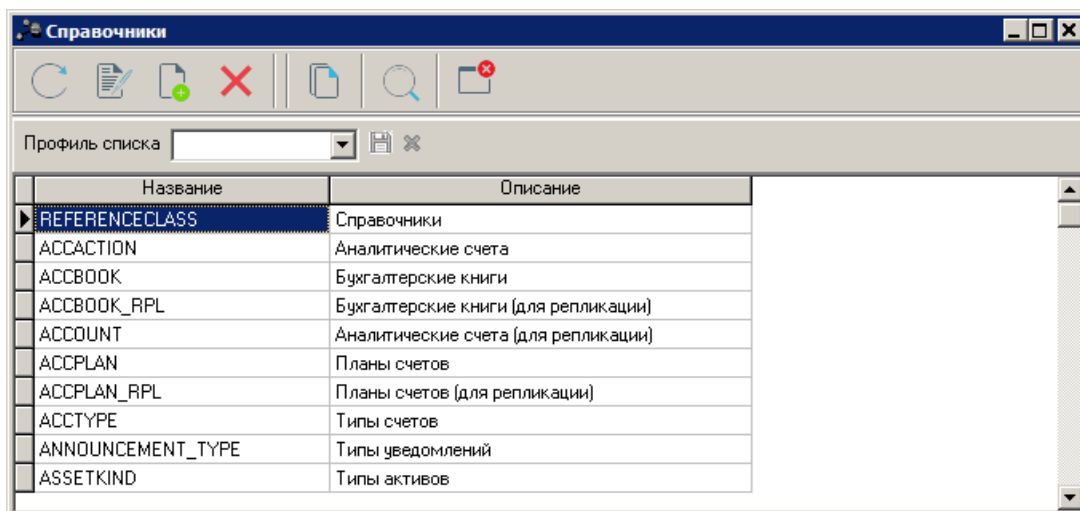 Справочники
Профиль списка
Название Описание
REFERENCECLASS Справочники
ACCACTION Аналитические счета
ACCBOOK Бухгалтерские книги
ACCBOOK_RPL Бухгалтерские книги (для репликации)
ACCOUNT Аналитические счета (для репликации)
ACCPLAN Планы счетов
ACCPLAN_RPL Планы счетов (для репликации)
ACCTYPE Типы счетов
ANNOUNCEMENT_TYPE Типы уведомлений
ASSETKIND Типы активов